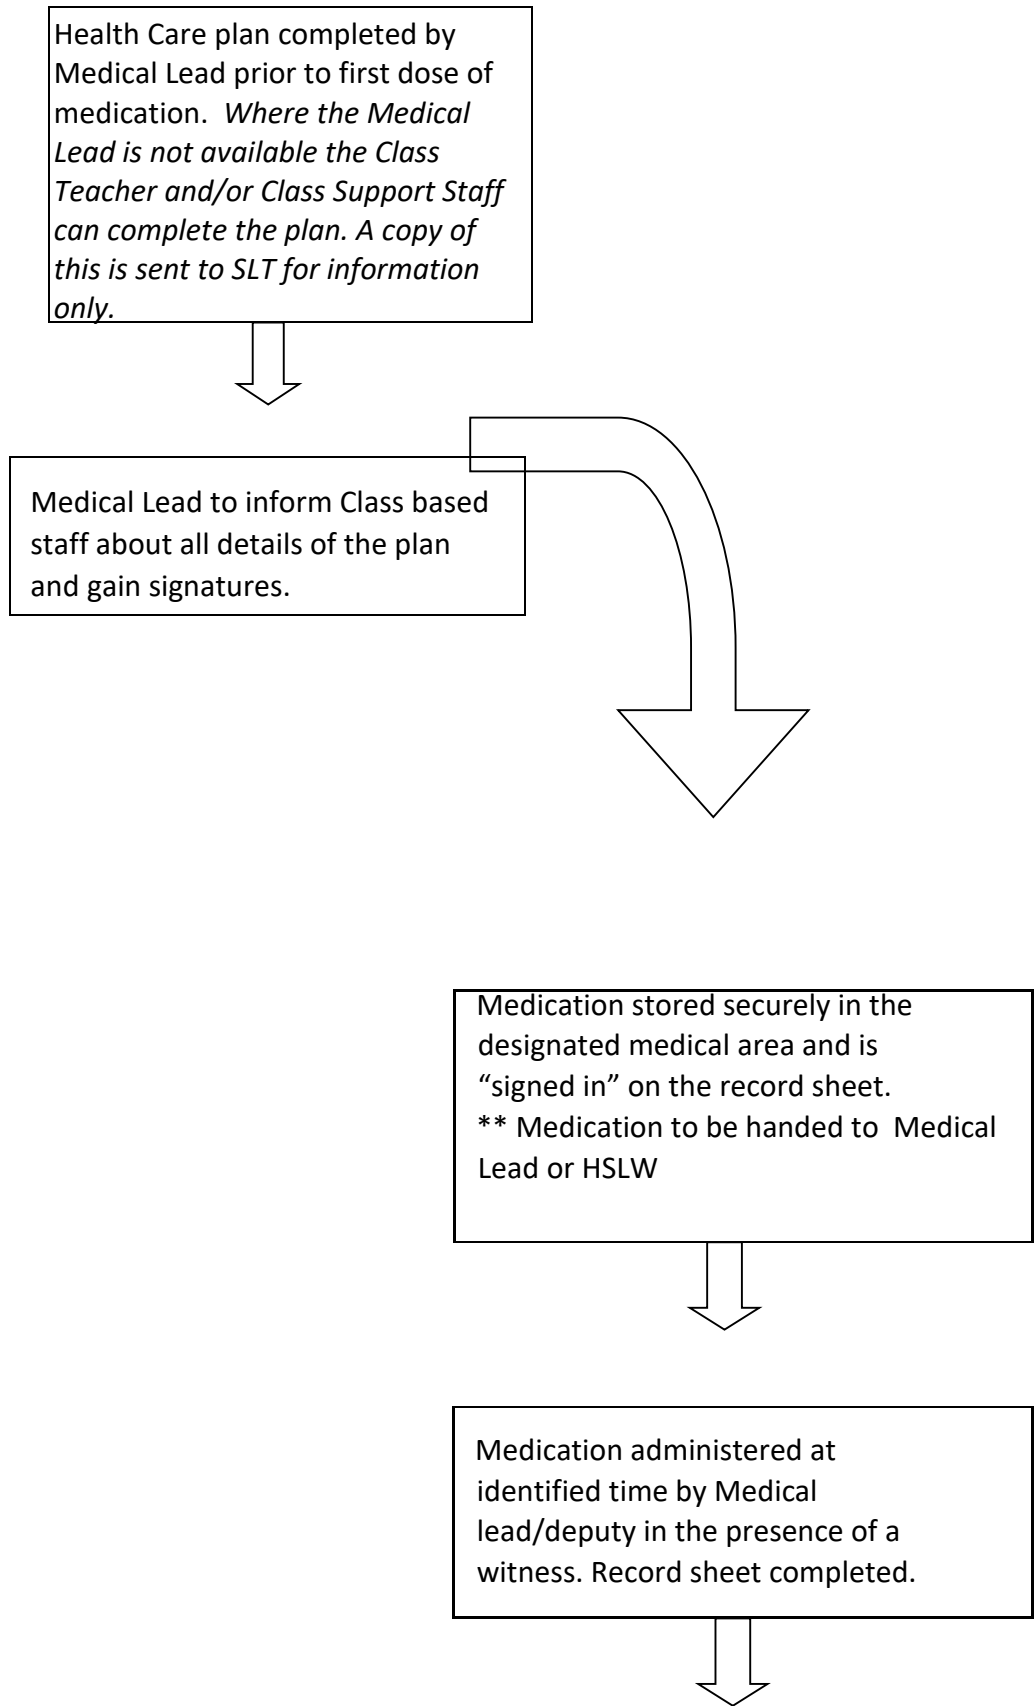 Health Care plan completed by
Medical Lead prior to first dose of
medication.  Where the Medical
Lead is not available the Class
Teacher and/or Class Support Staff
can complete the plan. A copy of
this is sent to SLT for information
only.
Medical Lead to inform Class based
staff about all details of the plan
and gain signatures.
Medication stored securely in the
designated medical area and is
“signed in” on the record sheet.
** Medication to be handed to  Medical
Lead or HSLW
Medication administered at
identified time by Medical
lead/deputy in the presence of a
witness. Record sheet completed.